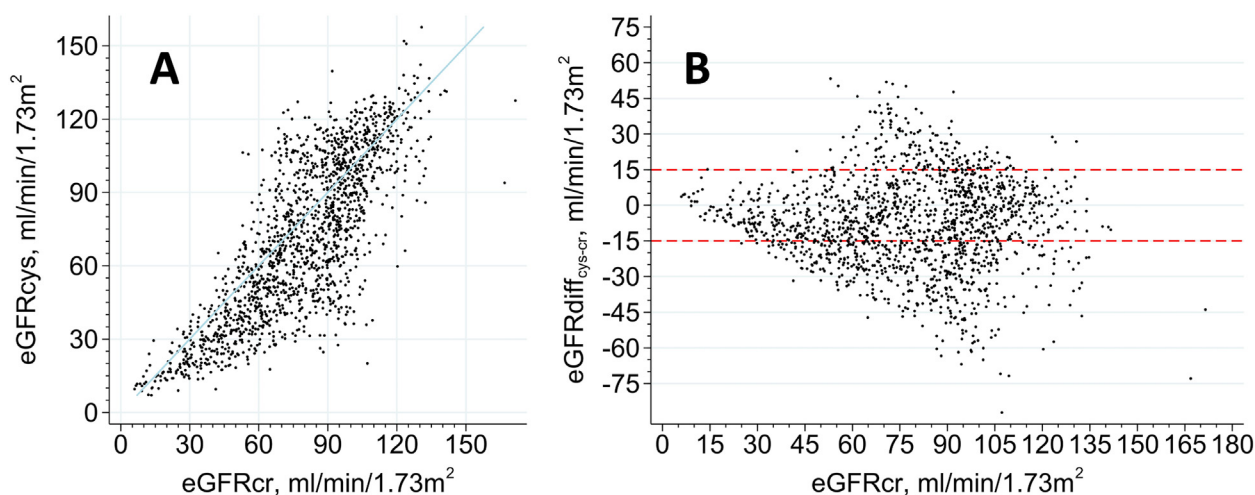 A
150
120
90
60
30
0
eGFRcys, ml/min/1.73m²
0 30 60 90 120 150
eGFRcr, ml/min/1.73m²
B
75
60
45
30
15
0
-15
-30
-45
-60
-75
eGFRdiffcys-cr, ml/min/1.73m²
0 15 30 45 60 75 90 105 120 135 150 165 180
eGFRcr, ml/min/1.73m²